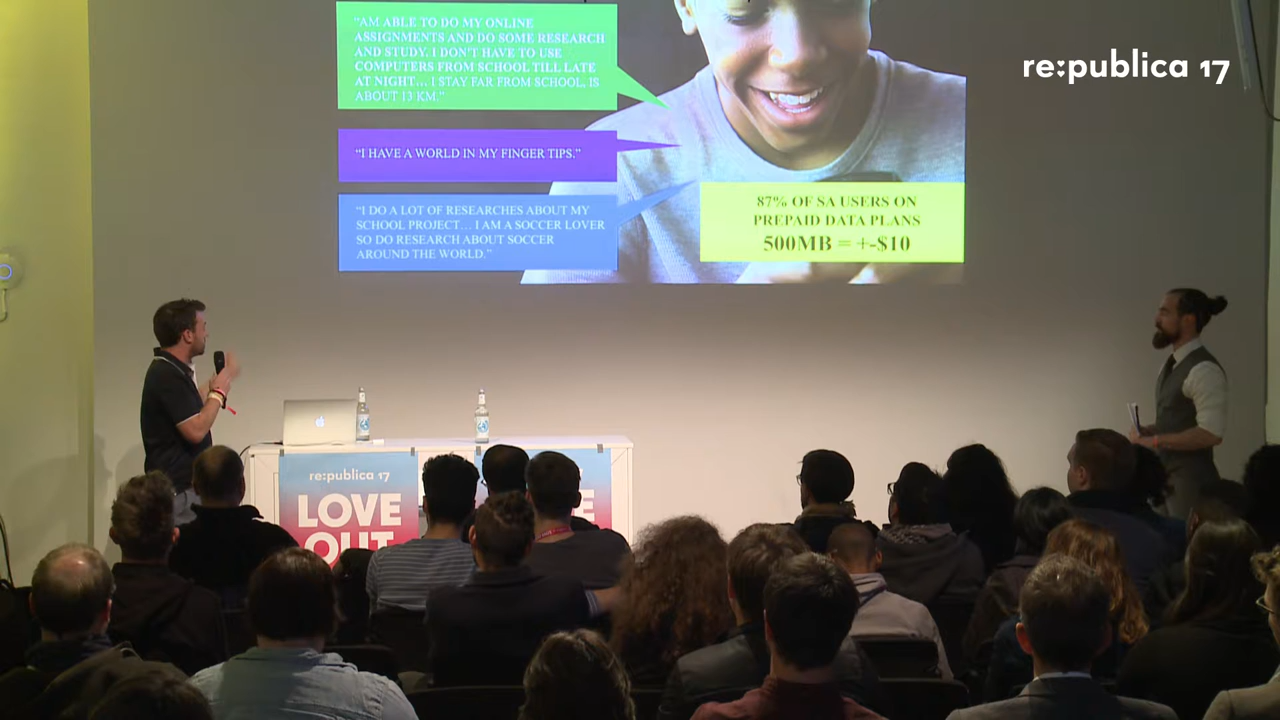 "AM ABLE TO DO MY ONLINE
ASSIGNMENTS AND DO SOME RESEARCH
AND STUDY. I DON'T HAVE TO USE
COMPUTERS FROM SCHOOL TILL LATE
AT NIGHT... I STAY FAR FROM SCHOOL, IS
ABOUT 13 KM."
"I HAVE A WORLD IN MY FINGER TIPS."
"I DO A LOT OF RESEARCHES ABOUT MY
SCHOOL PROJECT... I AM A SOCCER LOVER
SO DO RESEARCH ABOUT SOCCER
AROUND THE WORLD."
87% OF SA USERS ON
PREPAID DATA PLANS
500MB = +-$10
re:publica 17
re:publica 17
LOVE
OUT